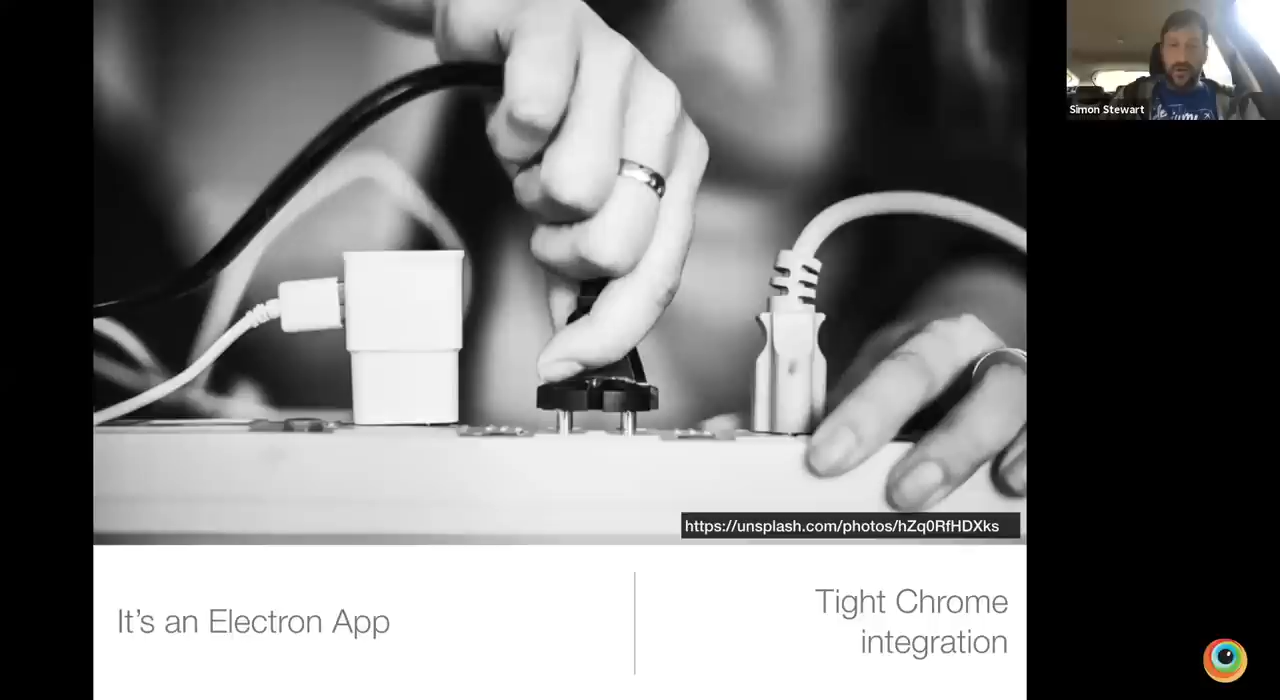 Simon Stewart
https://unsplash.com/photos/hZq0RfHDXks
It's an Electron App
Tight Chrome
integration